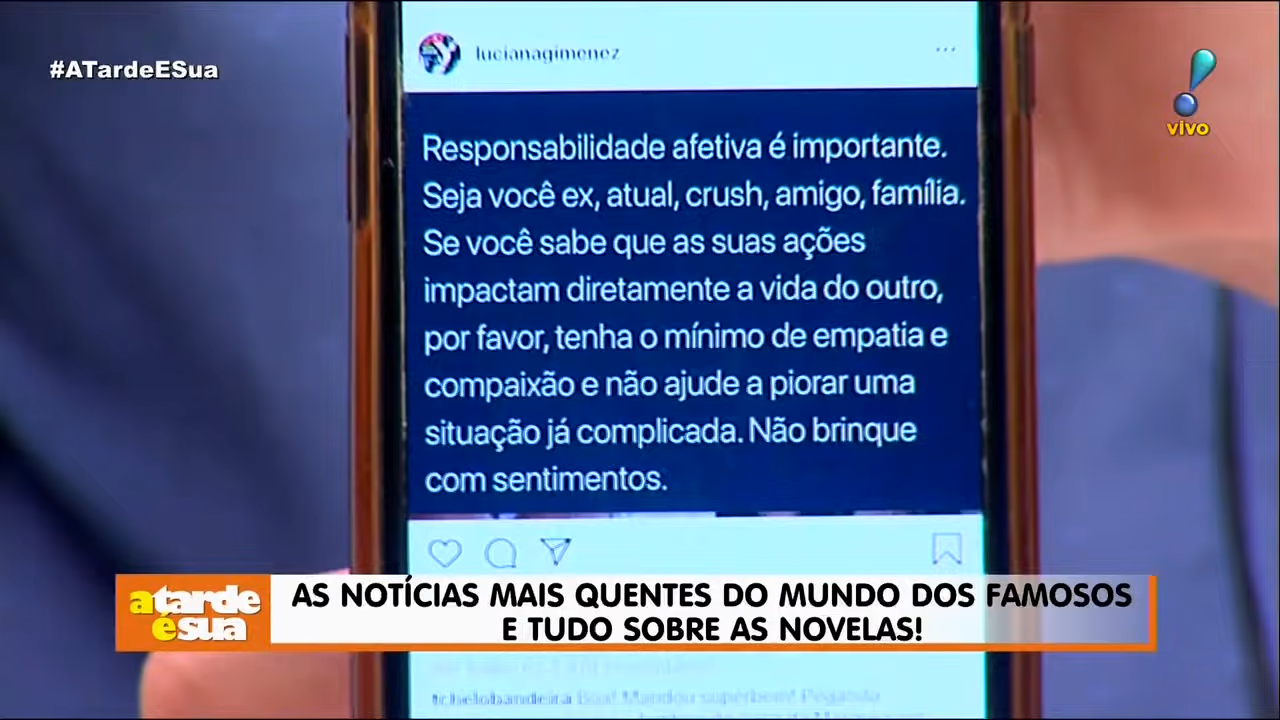 #ATardeESua
vivo
lucianagimenez
Responsabilidade afetiva é importante.
Seja você ex, atual, crush, amigo, família.
Se você sabe que as suas ações
impactam diretamente a vida do outro,
por favor, tenha o mínimo de empatia e
compaixão e não ajude a piorar uma
situação já complicada. Não brinque
com sentimentos.
a tarde
é sua
AS NOTÍCIAS MAIS QUENTES DO MUNDO DOS FAMOSOS
E TUDO SOBRE AS NOVELAS!
tchelobandeira Boa! Mandou